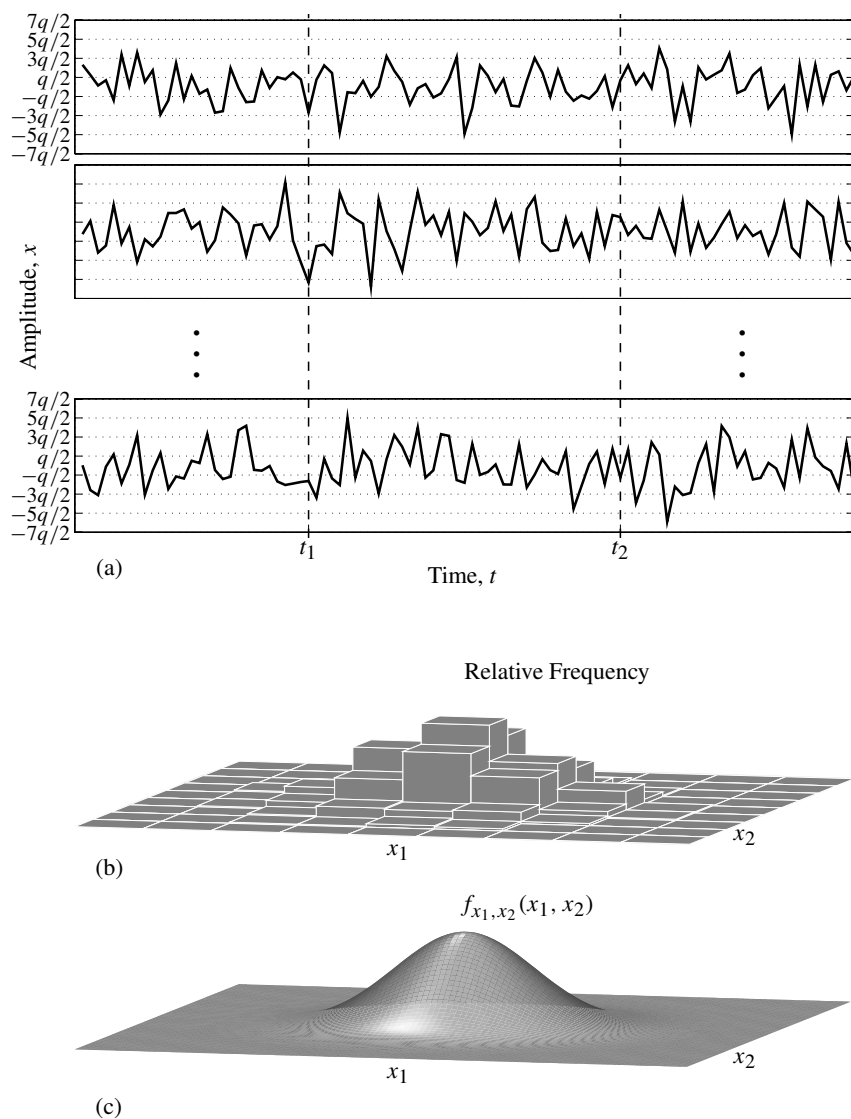 7q/2
5q/2
3q/2
q/2
−q/2
−3q/2
−5q/2
−7q/2
Amplitude, x
7q/2
5q/2
3q/2
q/2
−q/2
−3q/2
−5q/2
−7q/2
t1 t2
(a)
Time, t
Relative Frequency
x1
x2
(b)
fx1,x2(x1, x2)
x1
x2
(c)